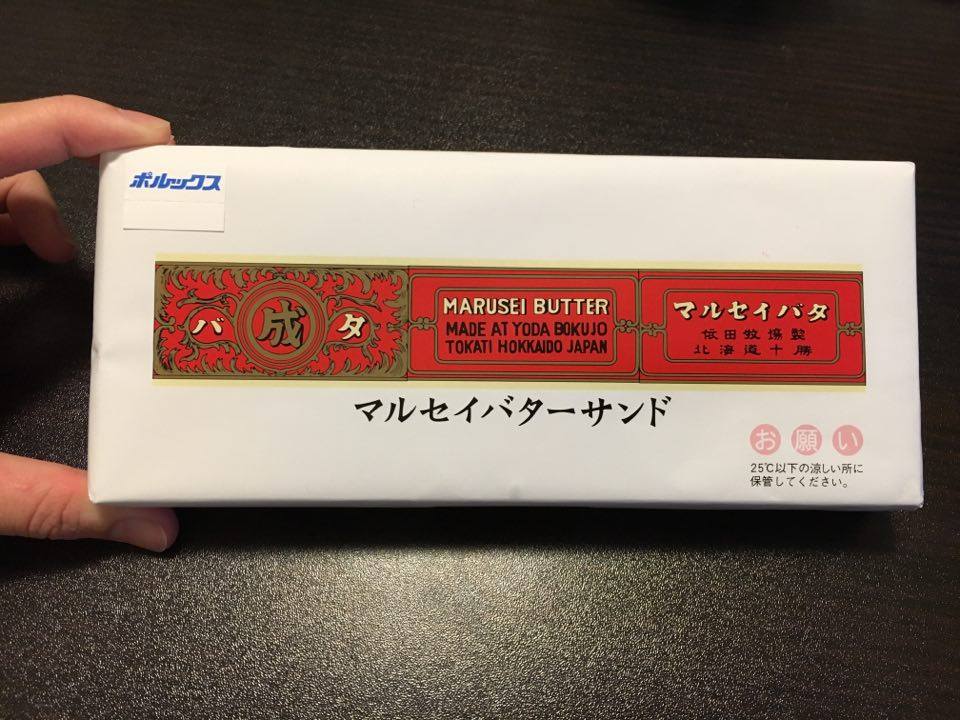 ポルックス
バ 成 タ
MARUSEI BUTTER
MADE AT YODA BOKUJO
TOKATI HOKKAIDO JAPAN
マルセイバタ
依田牧場製
北海道十勝
マルセイバターサンド
お願い
25℃以下の涼しい所に
保管してください。